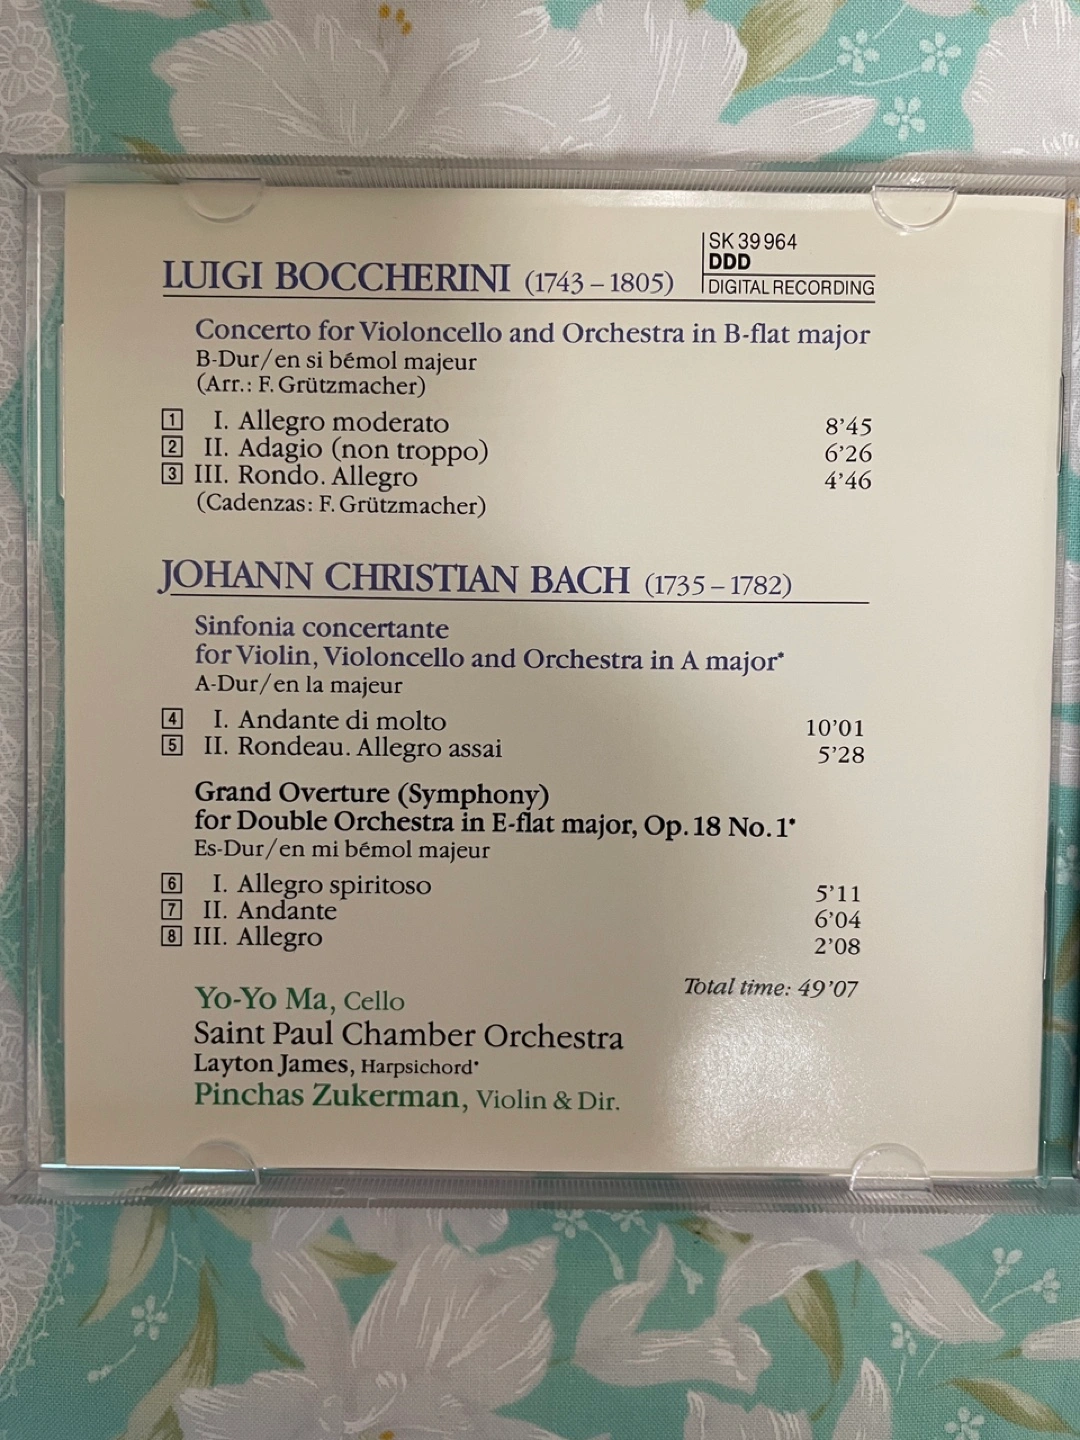 SK 39 964
DDD
DIGITAL RECORDING
LUIGI BOCCHERINI (1743 – 1805)
Concerto for Violoncello and Orchestra in B-flat major
B-Dur/en si bémol majeur
(Arr.: F. Grützmacher)
1 I. Allegro moderato 8’45
2 II. Adagio (non troppo) 6’26
3 III. Rondo. Allegro 4’46
(Cadenzas: F. Grützmacher)
JOHANN CHRISTIAN BACH (1735 – 1782)
Sinfonia concertante
for Violin, Violoncello and Orchestra in A major*
A-Dur/en la majeur
4 I. Andante di molto 10’01
5 II. Rondeau. Allegro assai 5’28
Grand Overture (Symphony)
for Double Orchestra in E-flat major, Op. 18 No. 1*
Es-Dur/en mi bémol majeur
6 I. Allegro spiritoso 5’11
7 II. Andante 6’04
8 III. Allegro 2’08
Total time: 49’07
Yo-Yo Ma, Cello
Saint Paul Chamber Orchestra
Layton James, Harpsichord*
Pinchas Zukerman, Violin & Dir.